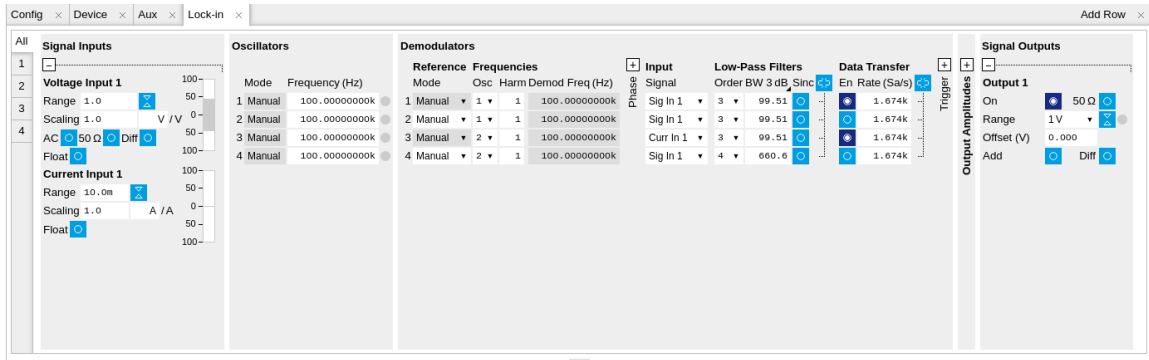 Config × Device × Aux × Lock-in × Add Row ×
All
1
2
3
4
Signal Inputs
Voltage Input 1
Range 1.0
Scaling 1.0 V / V
AC 50 Ω Diff
Float
100
50
0
50
100
Current Input 1
Range 10.0m
Scaling 1.0 A / A
Float
100
50
0
50
100
Oscillators
Mode Frequency (Hz)
1 Manual 100.00000000k
2 Manual 100.00000000k
3 Manual 100.00000000k
4 Manual 100.00000000k
Demodulators
Reference Frequencies
Mode Osc Harm Demod Freq (Hz)
1 Manual 1 1 100.00000000k
2 Manual 1 1 100.00000000k
3 Manual 2 1 100.00000000k
4 Manual 2 1 100.00000000k
Phase
Input Low-Pass Filters Data Transfer
Signal Order BW 3 dB Sinc En Rate (Sa/s)
Sig In 1 3 99.51 1.674k
Sig In 1 3 99.51 1.674k
Curr In 1 3 99.51 1.674k
Sig In 1 4 660.6 1.674k
Trigger
Output Amplitudes
Signal Outputs
Output 1
On 50 Ω
Range 1 V
Offset (V) 0.000
Add Diff